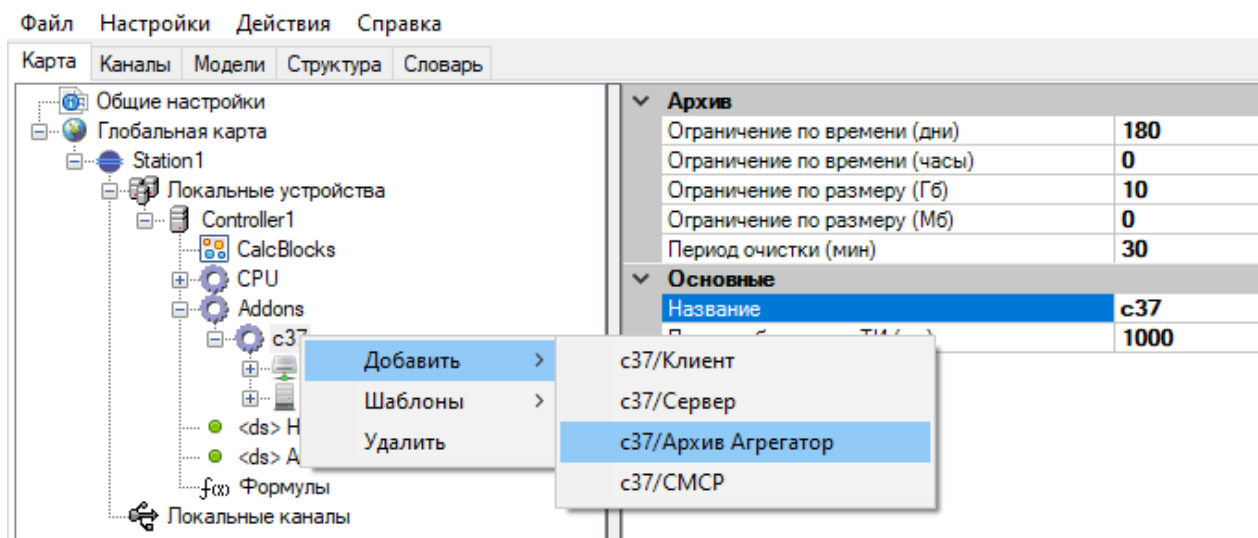 Файл Настройки Действия Справка
Карта Каналы Модели Структура Словарь
Общие настройки
Глобальная карта
Station1
Локальные устройства
Controller1
CalcBlocks
CPU
Addons
c37
<ds> H
<ds> A
f(x) Формулы
Локальные каналы
Добавить >
Шаблоны >
Удалить
c37/Клиент
c37/Сервер
c37/Архив Агрегатор
c37/СМСР
Архив
Ограничение по времени (дни) 180
Ограничение по времени (часы) 0
Ограничение по размеру (Гб) 10
Ограничение по размеру (Мб) 0
Период очистки (мин) 30
Основные
Название c37
1000